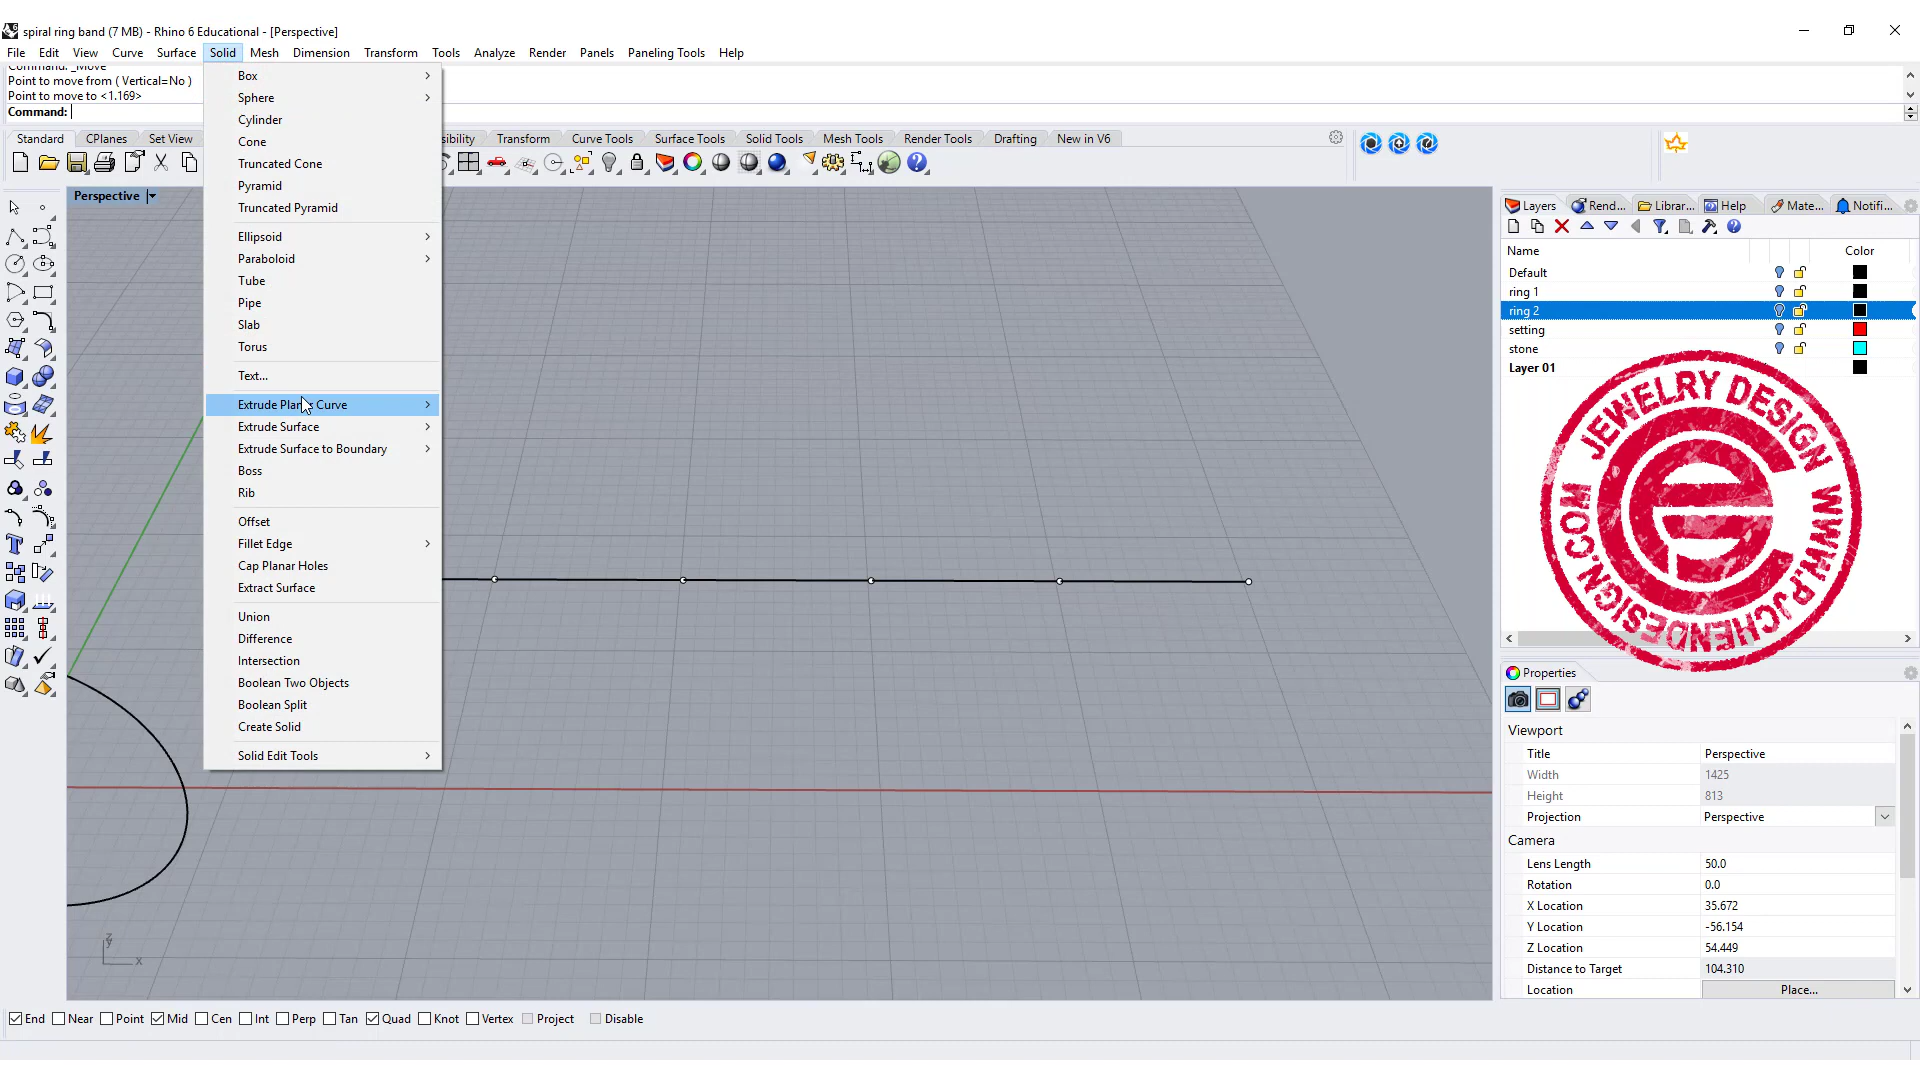 spiral ring band (7 MB) - Rhino 6 Educational - [Perspective]
File Edit View Curve Surface Solid Mesh Dimension Transform Tools Analyze Render Panels Paneling Tools Help
Command: _Move
Point to move from ( Vertical=No )
Point to move to <1.169>
Command:
Standard CPlanes Set View sibility Transform Curve Tools Surface Tools Solid Tools Mesh Tools Render Tools Drafting New in V6
Perspective
Box
Sphere
Cylinder
Cone
Truncated Cone
Pyramid
Truncated Pyramid
Ellipsoid
Paraboloid
Tube
Pipe
Slab
Torus
Text...
Extrude Planar Curve
Extrude Surface
Extrude Surface to Boundary
Boss
Rib
Offset
Fillet Edge
Cap Planar Holes
Extract Surface
Union
Difference
Intersection
Boolean Two Objects
Boolean Split
Create Solid
Solid Edit Tools
z
y
x
Layers Rend... Librar... Help Mate... Notifi...
Name Color
Default
ring 1
ring 2
setting
stone
Layer 01
JEWELRY DESIGN
WWW.PJCHENDESIGN.COM
Properties
Viewport
Title Perspective
Width 1425
Height 813
Projection Perspective
Camera
Lens Length 50.0
Rotation 0.0
X Location 35.672
Y Location -56.154
Z Location 54.449
Distance to Target 104.310
Location Place...
End Near Point Mid Cen Int Perp Tan Quad Knot Vertex Project Disable